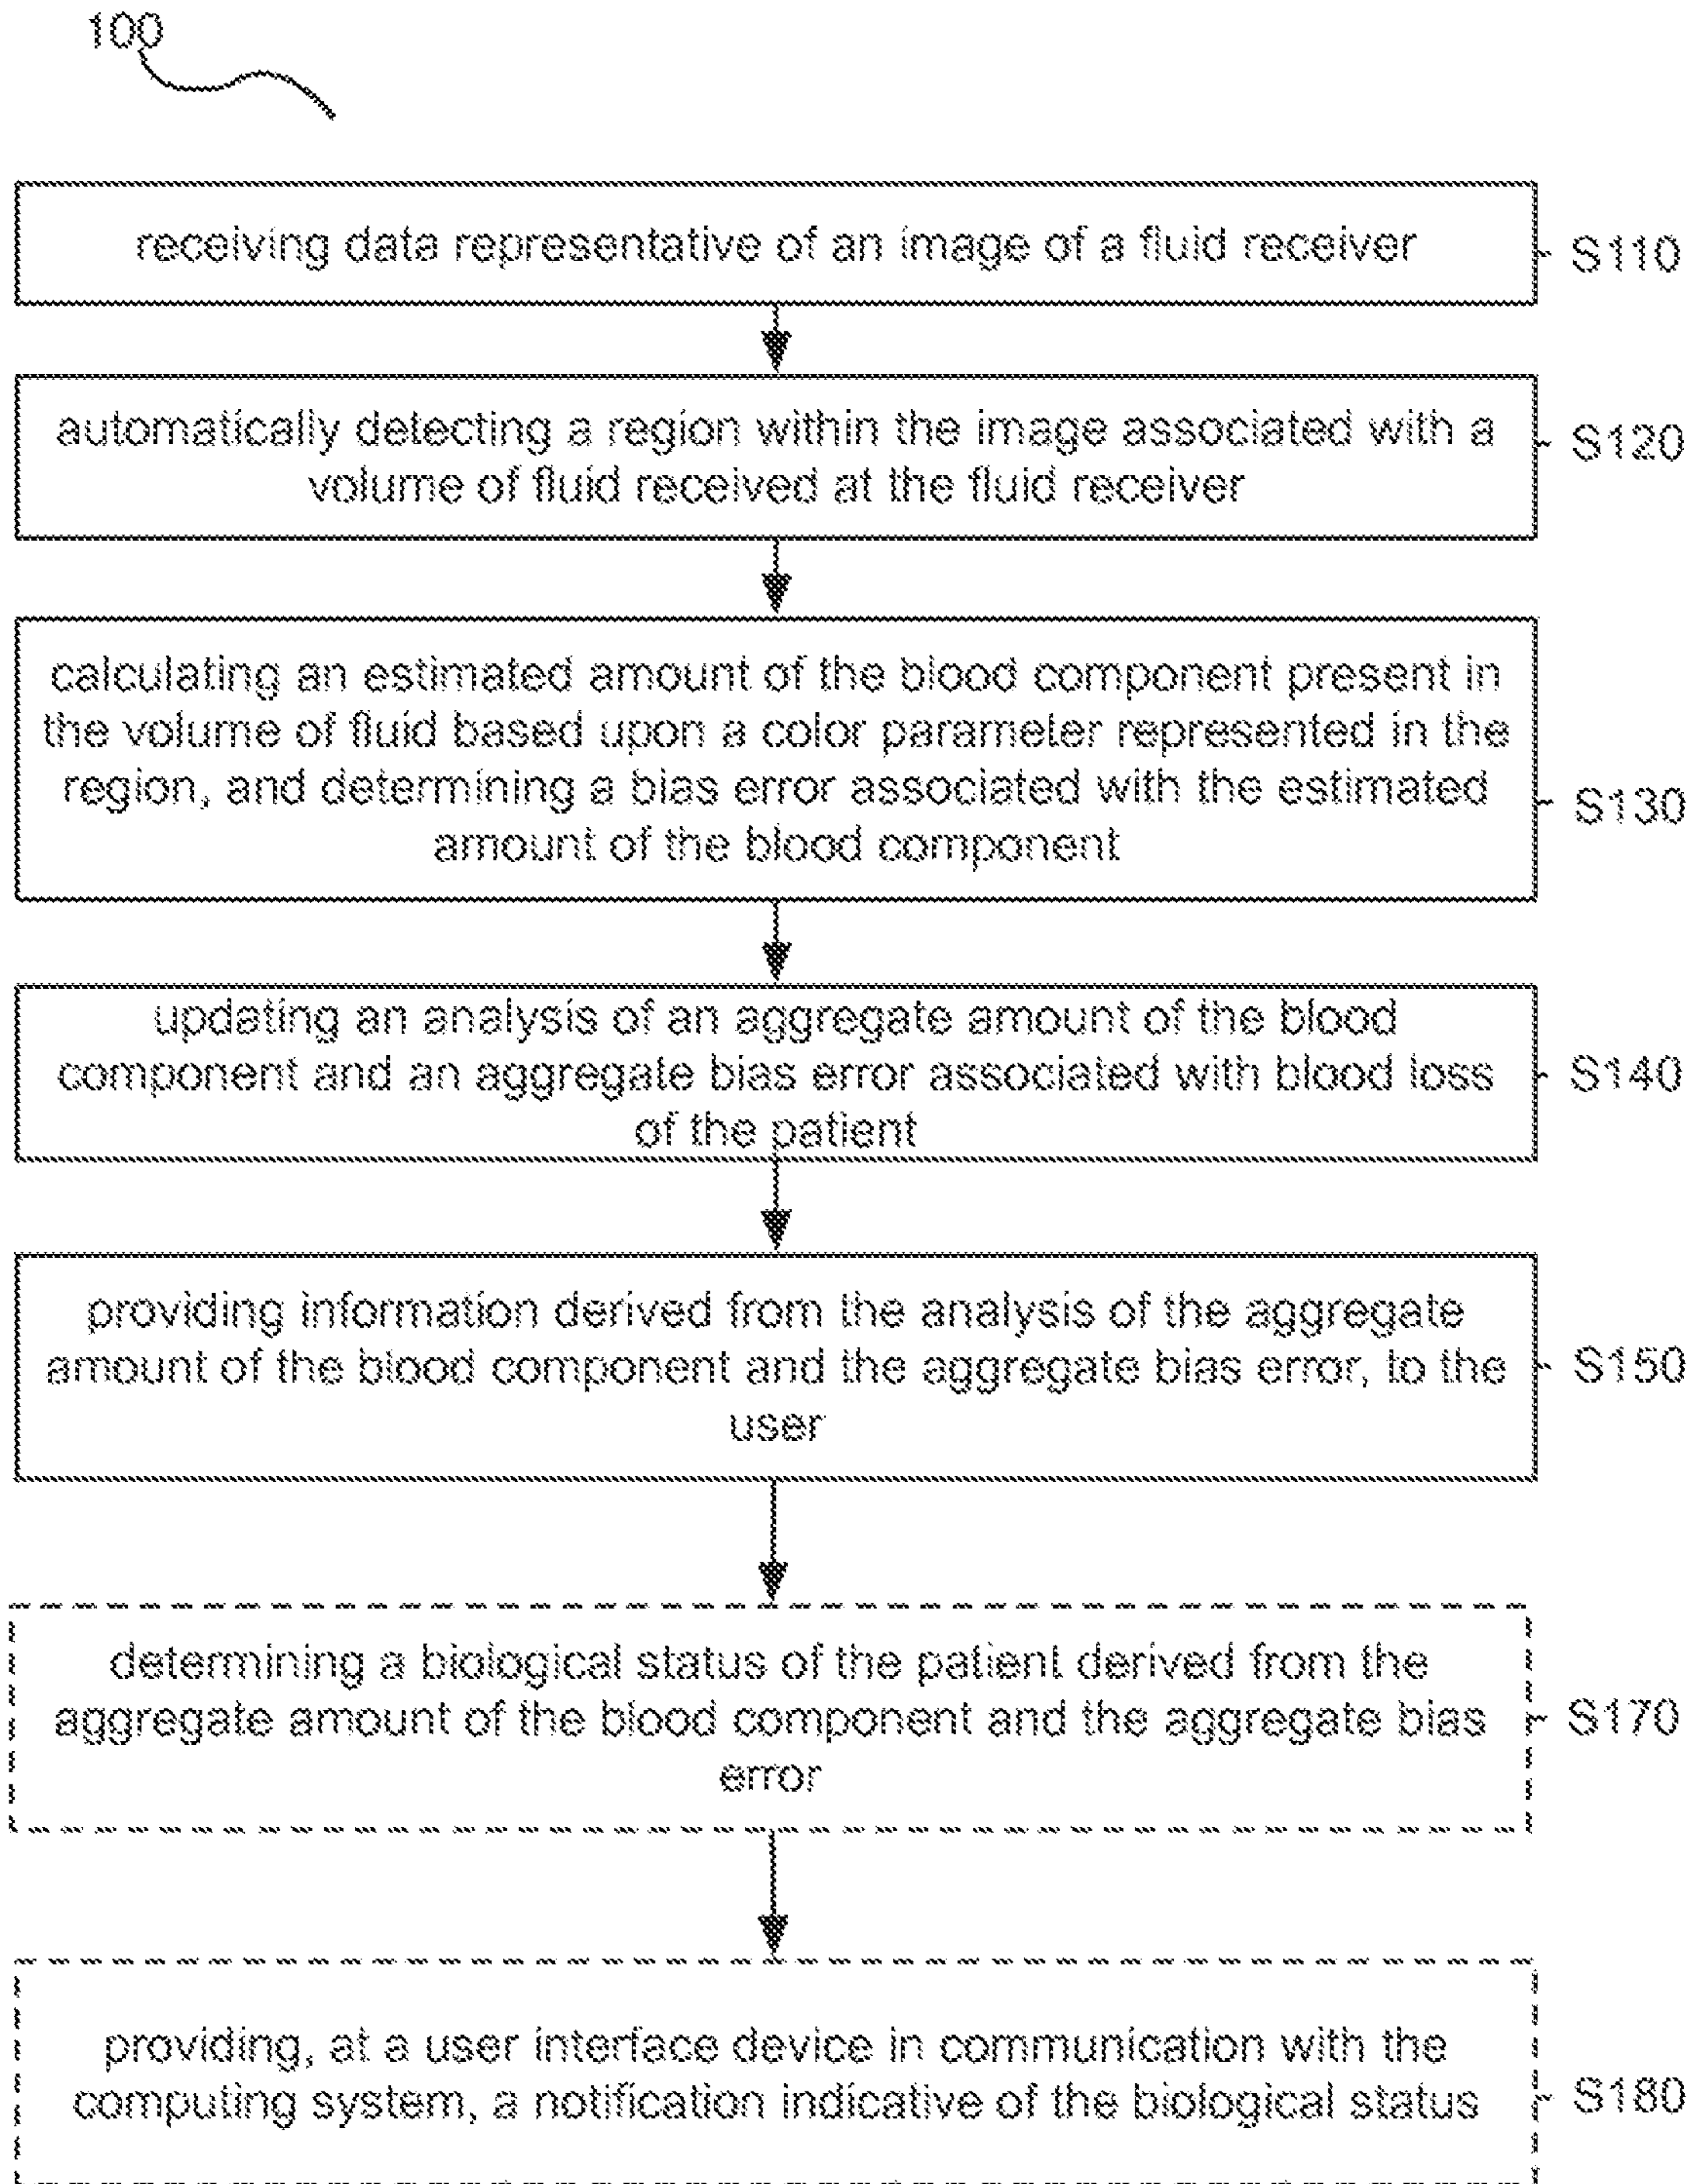 100
receiving data representative of an image of a fluid receiver
S110
automatically detecting a region within the image associated with a
volume of fluid received at the fluid receiver
S120
calculating an estimated amount of the blood component present in
the volume of fluid based upon a color parameter represented in the
region, and determining a bias error associated with the estimated
amount of the blood component
S130
updating an analysis of an aggregate amount of the blood
component and an aggregate bias error associated with blood loss
of the patient
S140
providing information derived from the analysis of the aggregate
amount of the blood component and the aggregate bias error, to the
user
S150
determining a biological status of the patient derived from the
aggregate amount of the blood component and the aggregate bias
error
S170
providing, at a user interface device in communication with the
computing system, a notification indicative of the biological status
S180